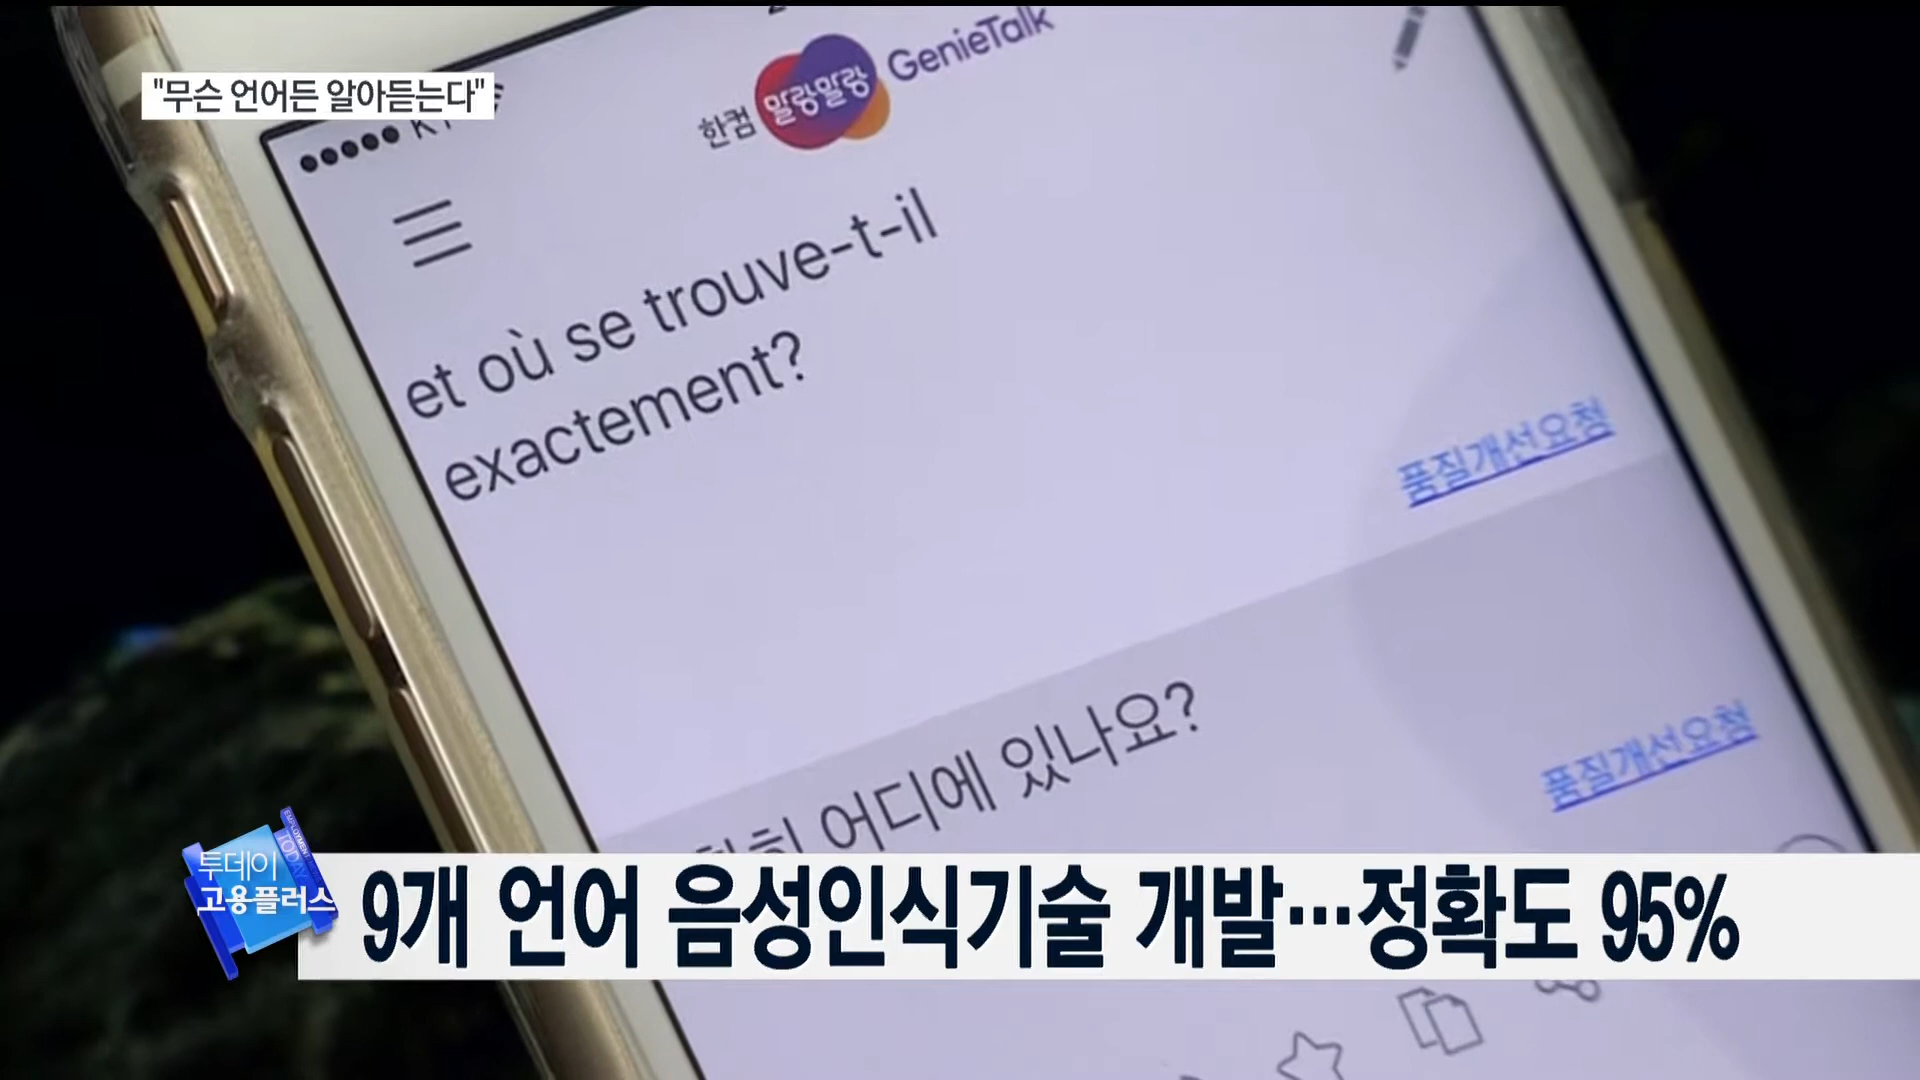 "무슨 언어든 알아듣는다"
한컴 말랑말랑 GenieTalk
et où se trouve-t-il
exactement?
품질개선요청
어디에 있나요?
품질개선요청
EMPLOYMENT
TODAY
투데이
고용플러스
9개 언어 음성인식기술 개발…정확도 95%